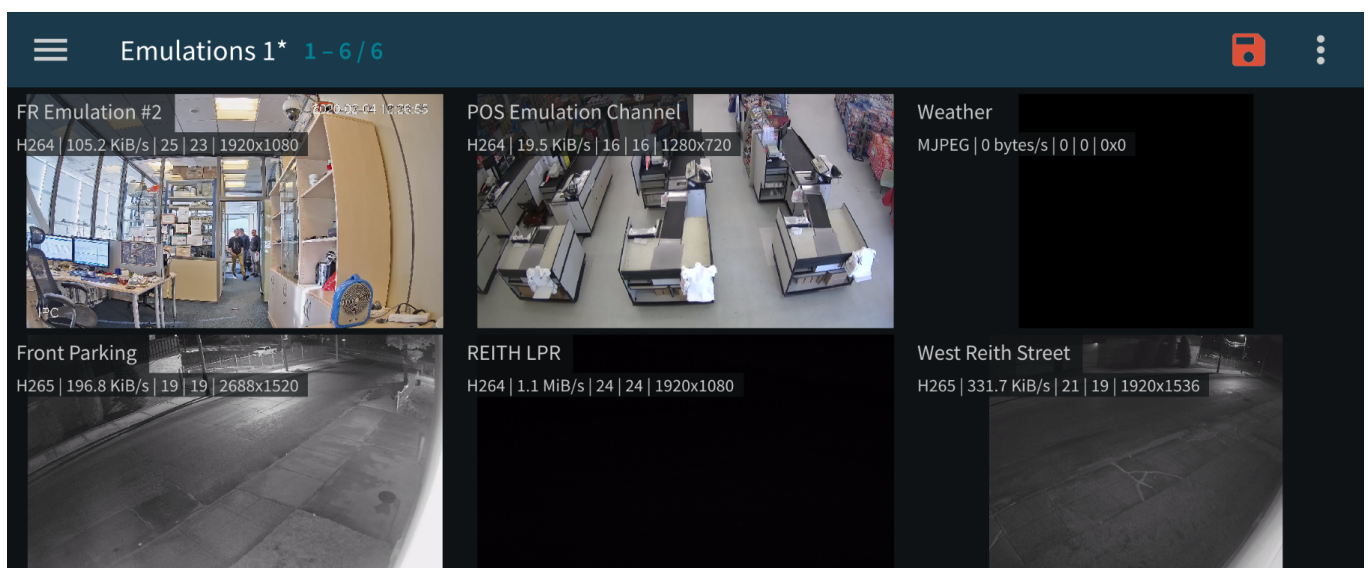 Emulations 1* 1 – 6 / 6
FR Emulation #2
H264 | 105.2 KiB/s | 25 | 23 | 1920x1080
IPC
POS Emulation Channel
H264 | 19.5 KiB/s | 16 | 16 | 1280x720
Weather
MJPEG | 0 bytes/s | 0 | 0 | 0x0
Front Parking
H265 | 196.8 KiB/s | 19 | 19 | 2688x1520
REITH LPR
H264 | 1.1 MiB/s | 24 | 24 | 1920x1080
West Reith Street
H265 | 331.7 KiB/s | 21 | 19 | 1920x1536